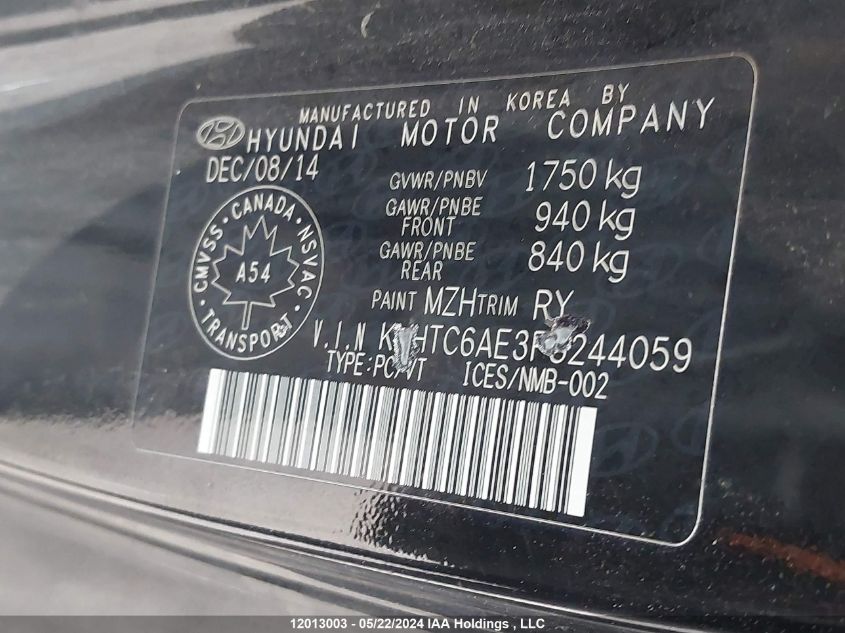 MANUFACTURED IN KOREA BY
HYUNDAI MOTOR COMPANY
DEC/08/14
GVWR/PNBV 1750 kg
GAWR/PNBE FRONT 940 kg
GAWR/PNBE REAR 840 kg
CMVSS · CANADA · NSVAC · TRANSPORT
A54
PAINT MZH TRIM RY
V.I.N
TYPE:PC/VT ICES/NMB-002
12013003 - 05/22/2024 IAA Holdings , LLC